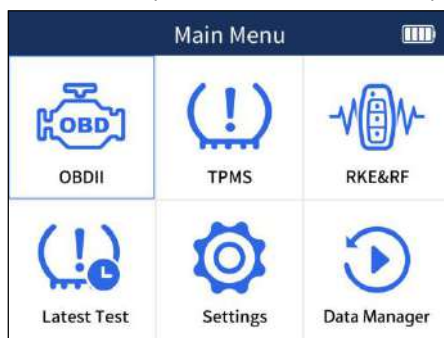 Main Menu
OBD
OBDII
TPMS
RKE&RF
Latest Test
Settings
Data Manager